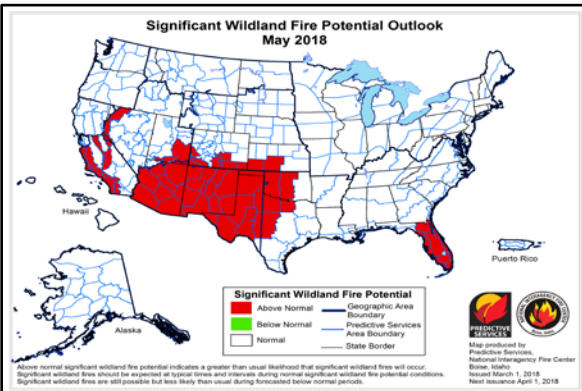 Significant Wildland Fire Potential Outlook
May 2018
Hawaii
Puerto Rico
Alaska
Significant Wildland Fire Potential
Above Normal
Below Normal
Normal
Geographic Area
Boundary
Predictive Services
Area Boundary
State Border
PREDICTIVE
SERVICES
Map produced by
Predictive Services,
National Interagency Fire Center
Boise, Idaho
Issued March 1, 2018
Next issuance April 1, 2018
Above normal significant wildland fire potential indicates a greater than usual likelihood that significant wildland fires will occur.
Significant wildland fires should be expected at typical times and intervals during normal significant wildland fire potential conditions.
Significant wildland fires are still possible but less likely than usual during forecasted below normal periods.